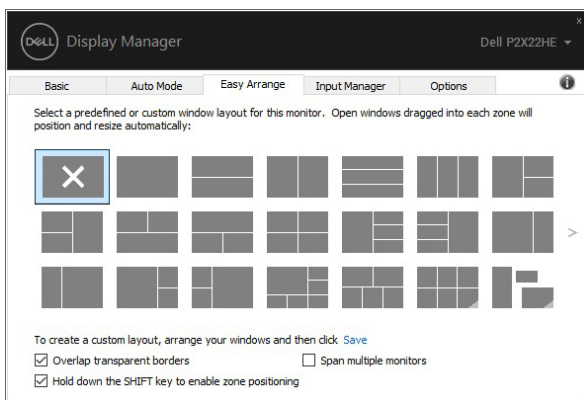 DELL Display Manager
Dell P2X22HE
Basic Auto Mode Easy Arrange Input Manager Options
Select a predefined or custom window layout for this monitor. Open windows dragged into each zone will
position and resize automatically:
To create a custom layout, arrange your windows and then click Save
Overlap transparent borders Span multiple monitors
Hold down the SHIFT key to enable zone positioning